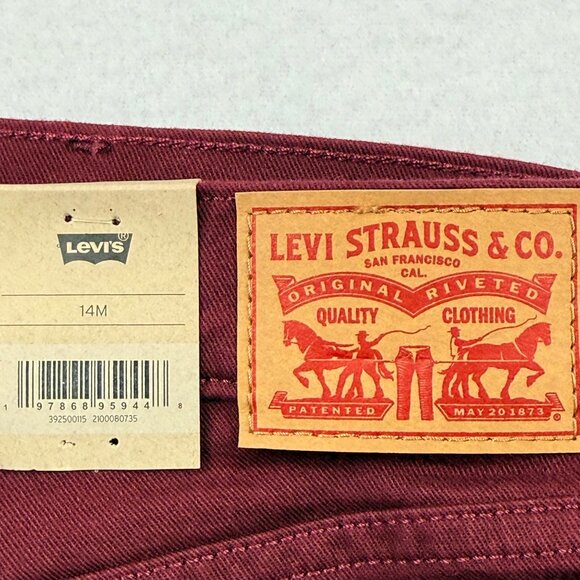 LEVI'S®
14M
1 97868 95944 8
392500115 2100080735
LEVI STRAUSS & CO.
SAN FRANCISCO
CAL.
ORIGINAL RIVETED
QUALITY CLOTHING
PATENTED MAY 20 1873
®